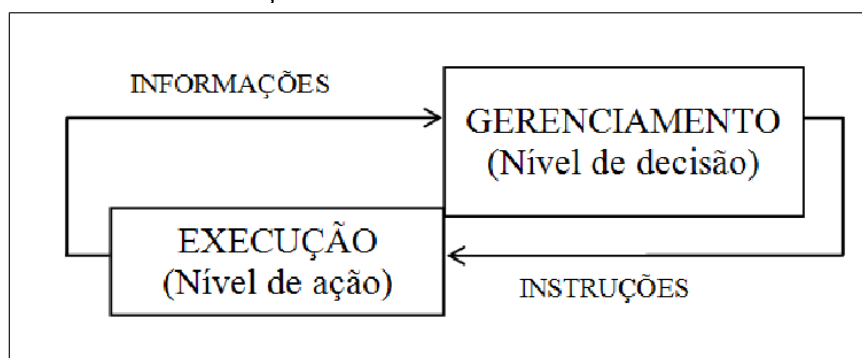 INFORMAÇÕES
GERENCIAMENTO
(Nível de decisão)
EXECUÇÃO
(Nível de ação)
INSTRUÇÕES